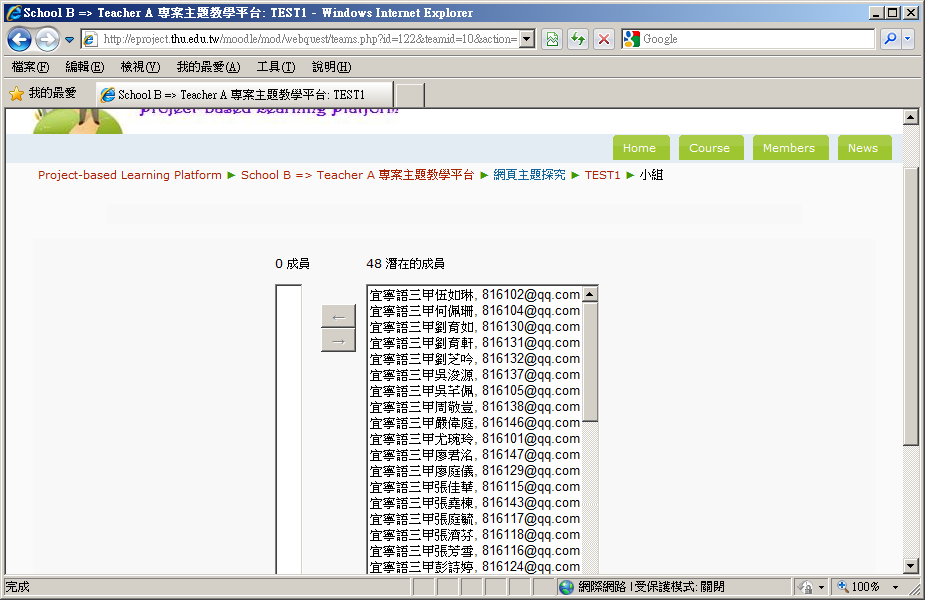 School B => Teacher A 專案主題教學平台: TEST1 - Windows Internet Explorer
http://eproject.thu.edu.tw/moodle/mod/webquest/teams.php?id=122&teamid=10&action=
Google
檔案(F) 編輯(E) 檢視(V) 我的最愛(A) 工具(T) 說明(H)
我的最愛 School B => Teacher A 專案主題教學平台: TEST1
Project-based Learning Platform
Home Course Members News
Project-based Learning Platform ► School B => Teacher A 專案主題教學平台 ► 網頁主題探究 ► TEST1 ► 小組
0 成員 48 潛在的成員
宜寧語三甲伍如琳, 816102@qq.com
宜寧語三甲何佩珊, 816104@qq.com
宜寧語三甲劉育如, 816130@qq.com
宜寧語三甲劉育軒, 816131@qq.com
宜寧語三甲劉芝吟, 816132@qq.com
宜寧語三甲吳浚源, 816137@qq.com
宜寧語三甲吳芊佩, 816105@qq.com
宜寧語三甲周敬豈, 816138@qq.com
宜寧語三甲嚴偉庭, 816146@qq.com
宜寧語三甲尤琬玲, 816101@qq.com
宜寧語三甲廖君洺, 816147@qq.com
宜寧語三甲廖庭儀, 816129@qq.com
宜寧語三甲張佳華, 816115@qq.com
宜寧語三甲張堯棟, 816143@qq.com
宜寧語三甲張庭毓, 816117@qq.com
宜寧語三甲張濟芬, 816118@qq.com
宜寧語三甲張芳雪, 816116@qq.com
宜寧語三甲彭詩婷, 816124@qq.com
← 
→
完成 網際網路 | 受保護模式: 關閉 100%